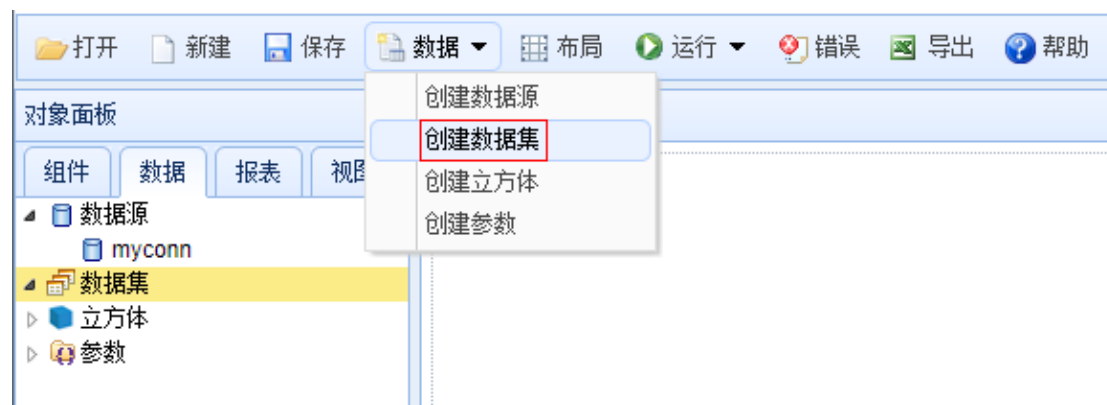 打开 新建 保存 数据 布局 运行 错误 导出 帮助
创建数据源
创建数据集
创建立方体
创建参数
对象面板
组件 数据 报表 视图
数据源
myconn
数据集
立方体
参数